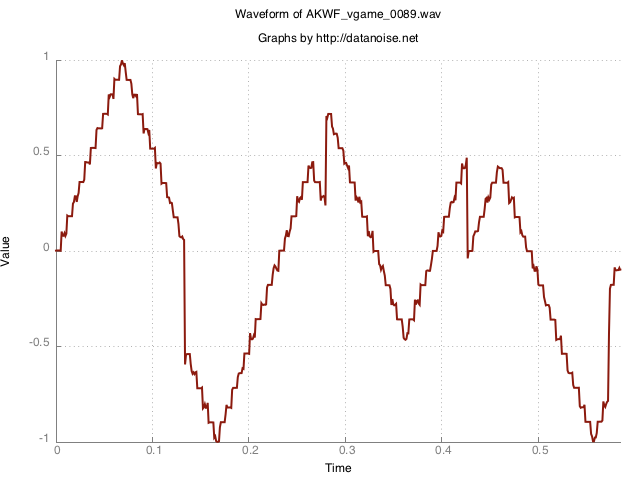 Waveform of AKWF_vgame_0089.wav
Graphs by http://datanoise.net
1
0.5
0
-0.5
-1
Value
0 0.1 0.2 0.3 0.4 0.5
Time